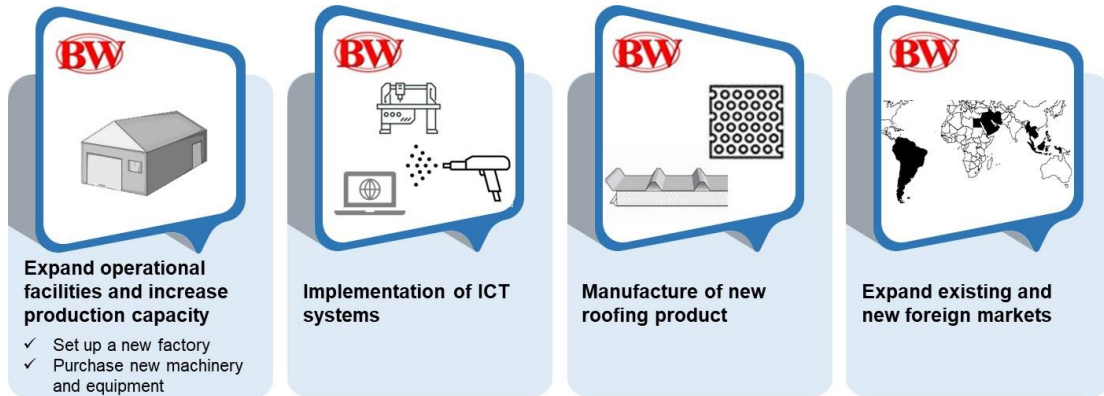 BW
BW
BW
BW
Expand operational
facilities and increase
production capacity
✓ Set up a new factory
✓ Purchase new machinery
and equipment
Implementation of ICT
systems
Manufacture of new
roofing product
Expand existing and
new foreign markets